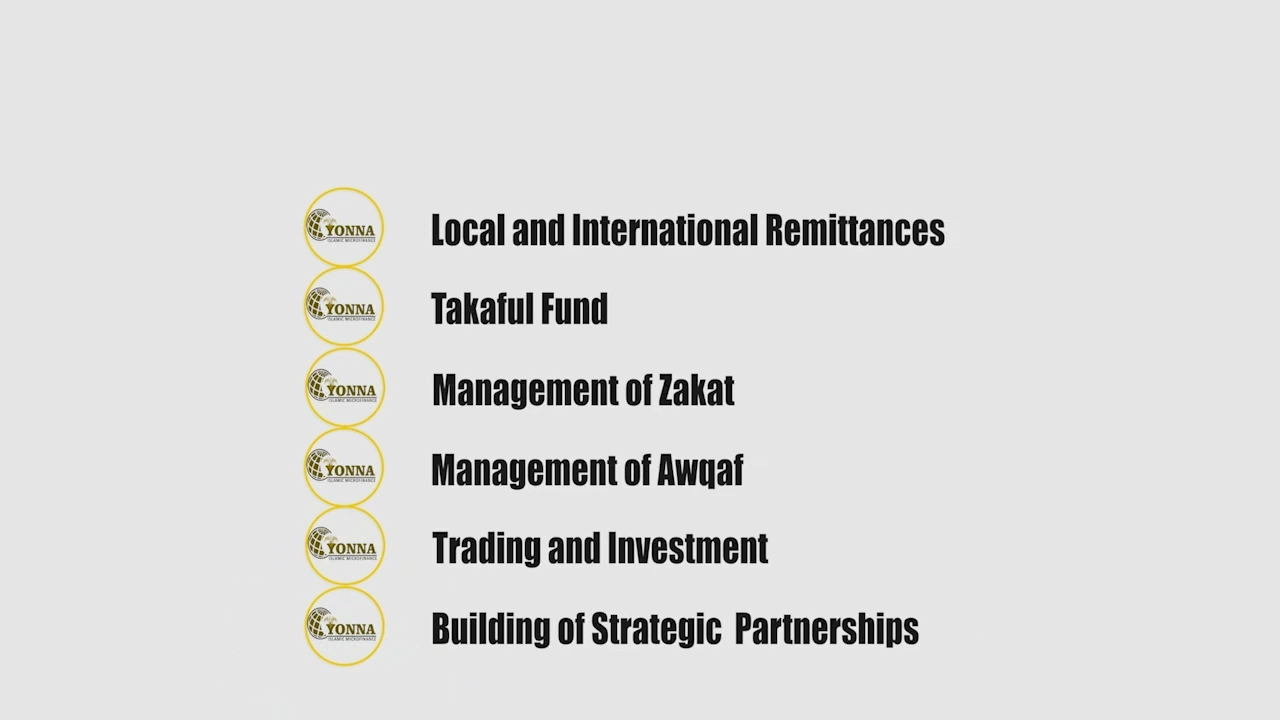 YONNA
ISLAMIC MICROFINANCE
Local and International Remittances
YONNA
ISLAMIC MICROFINANCE
Takaful Fund
YONNA
ISLAMIC MICROFINANCE
Management of Zakat
YONNA
ISLAMIC MICROFINANCE
Management of Awqaf
YONNA
ISLAMIC MICROFINANCE
Trading and Investment
YONNA
ISLAMIC MICROFINANCE
Building of Strategic Partnerships